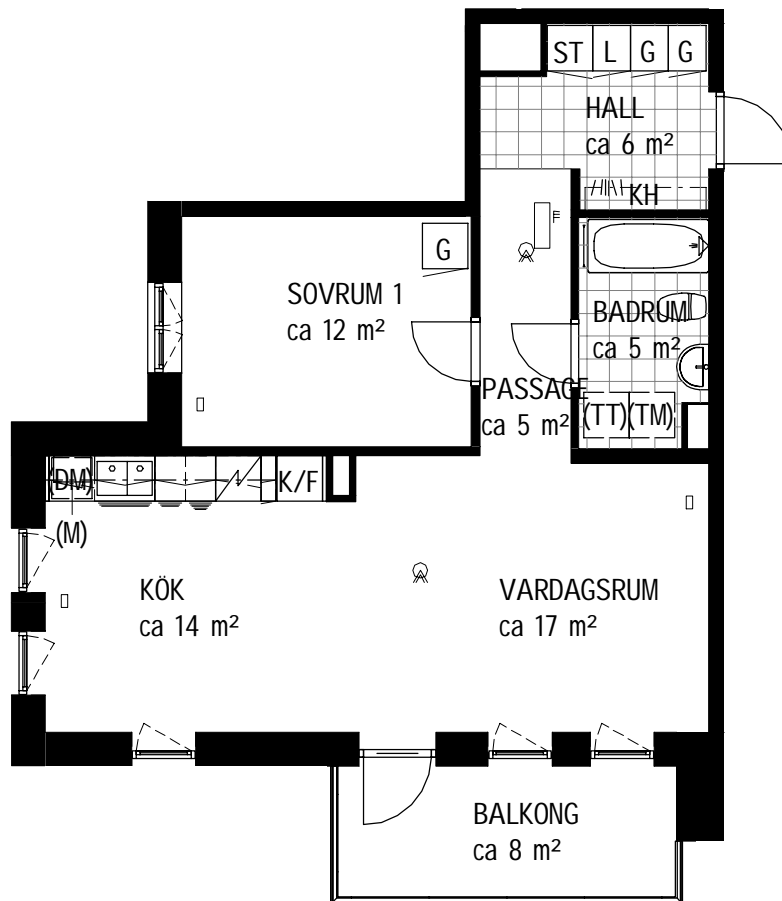 ST L G G
HALL
ca 6 m²
KH
G
SOVRUM 1
ca 12 m²
BADRUM
ca 5 m²
PASSAGE
ca 5 m²
(TT) (TM)
(DM)
K/F
(M)
KÖK
ca 14 m²
VARDAGSRUM
ca 17 m²
BALKONG
ca 8 m²